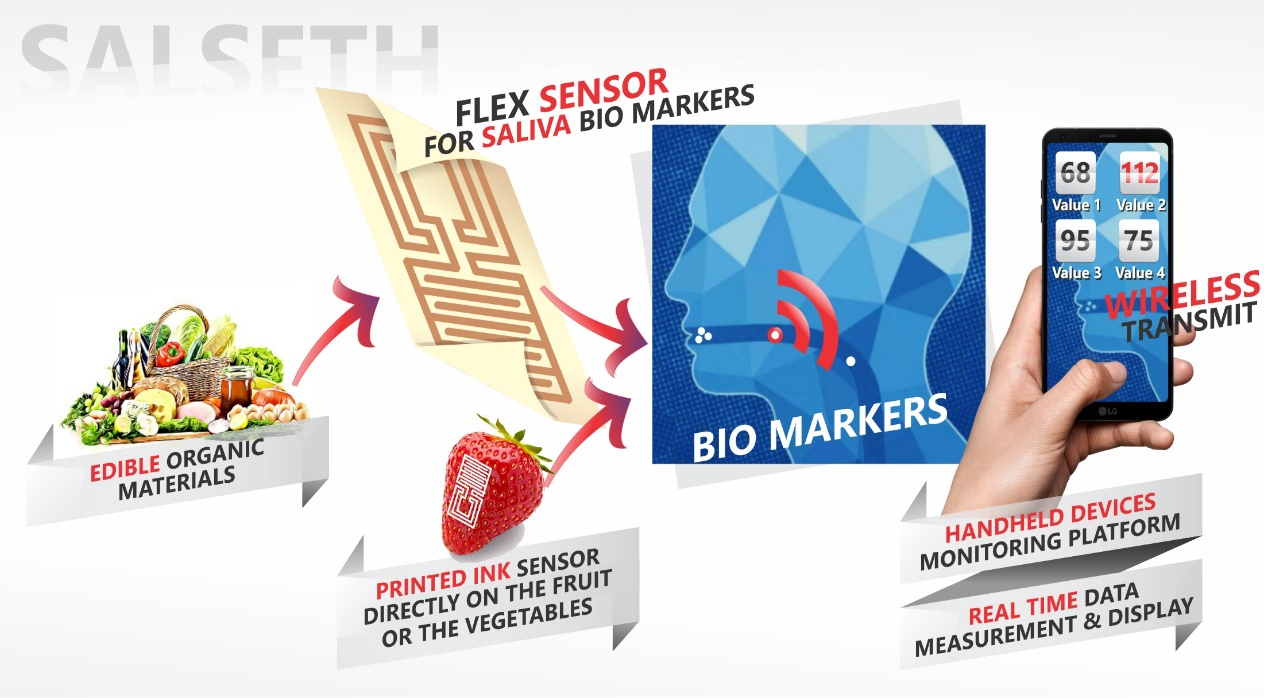 SALSETH
FLEX SENSOR
FOR SALIVA BIO MARKERS
68
112
Value 1
Value 2
95
75
Value 3
Value 4
WIRELESS
TRANSMIT
LG
BIO MARKERS
EDIBLE ORGANIC
MATERIALS
PRINTED INK SENSOR
DIRECTLY ON THE FRUIT
OR THE VEGETABLES
HANDHELD DEVICES
MONITORING PLATFORM
REAL TIME DATA
MEASUREMENT & DISPLAY